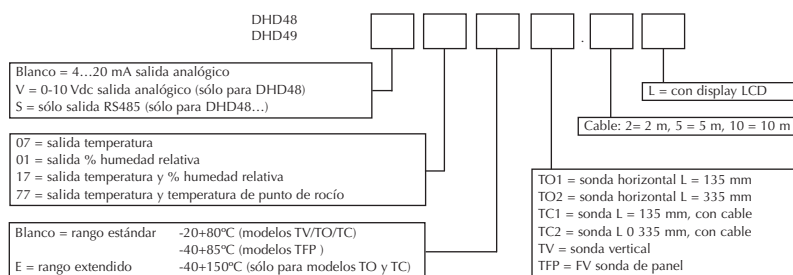 DHD48
DHD49
.
Blanco = 4…20 mA salida analógico
V = 0-10 Vdc salida analógico (sólo para DHD48)
S = sólo salida RS485 (sólo para DHD48…)
L = con display LCD
Cable: 2= 2 m, 5 = 5 m, 10 = 10 m
07 = salida temperatura
01 = salida % humedad relativa
17 = salida temperatura y % humedad relativa
77 = salida temperatura y temperatura de punto de rocío
TO1 = sonda horizontal L = 135 mm
TO2 = sonda horizontal L = 335 mm
TC1 = sonda L = 135 mm, con cable
TC2 = sonda L 0 335 mm, con cable
TV = sonda vertical
TFP = FV sonda de panel
Blanco = rango estándar -20+80ºC (modelos TV/TO/TC)
-40+85ºC (modelos TFP )
E = rango extendido -40+150ºC (sólo para modelos TO y TC)